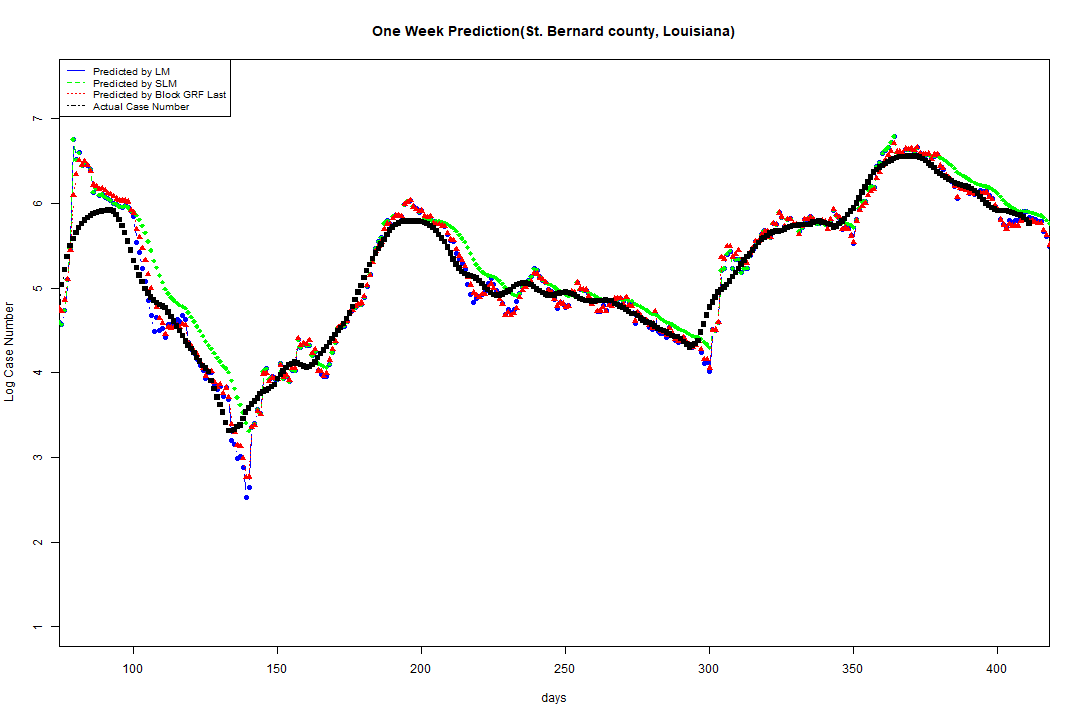 One Week Prediction(St. Bernard county, Louisiana)
Predicted by LM
Predicted by SLM
Predicted by Block GRF Last
Actual Case Number
Log Case Number
7
6
5
4
3
2
1
100 150 200 250 300 350 400
days